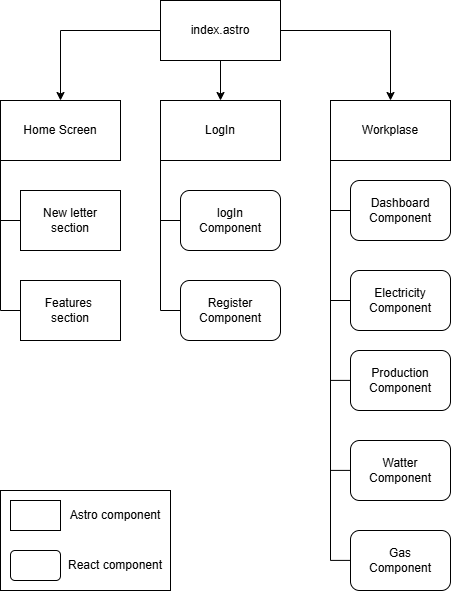 index.astro
Home Screen
LogIn
Workplase
New letter
section
Features
section
logIn
Component
Register
Component
Dashboard
Component
Electricity
Component
Production
Component
Watter
Component
Gas
Component
Astro component
React component